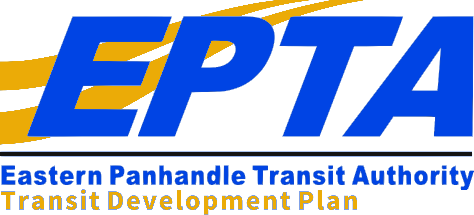 EPTA
Eastern Panhandle Transit Authority
Transit Development Plan